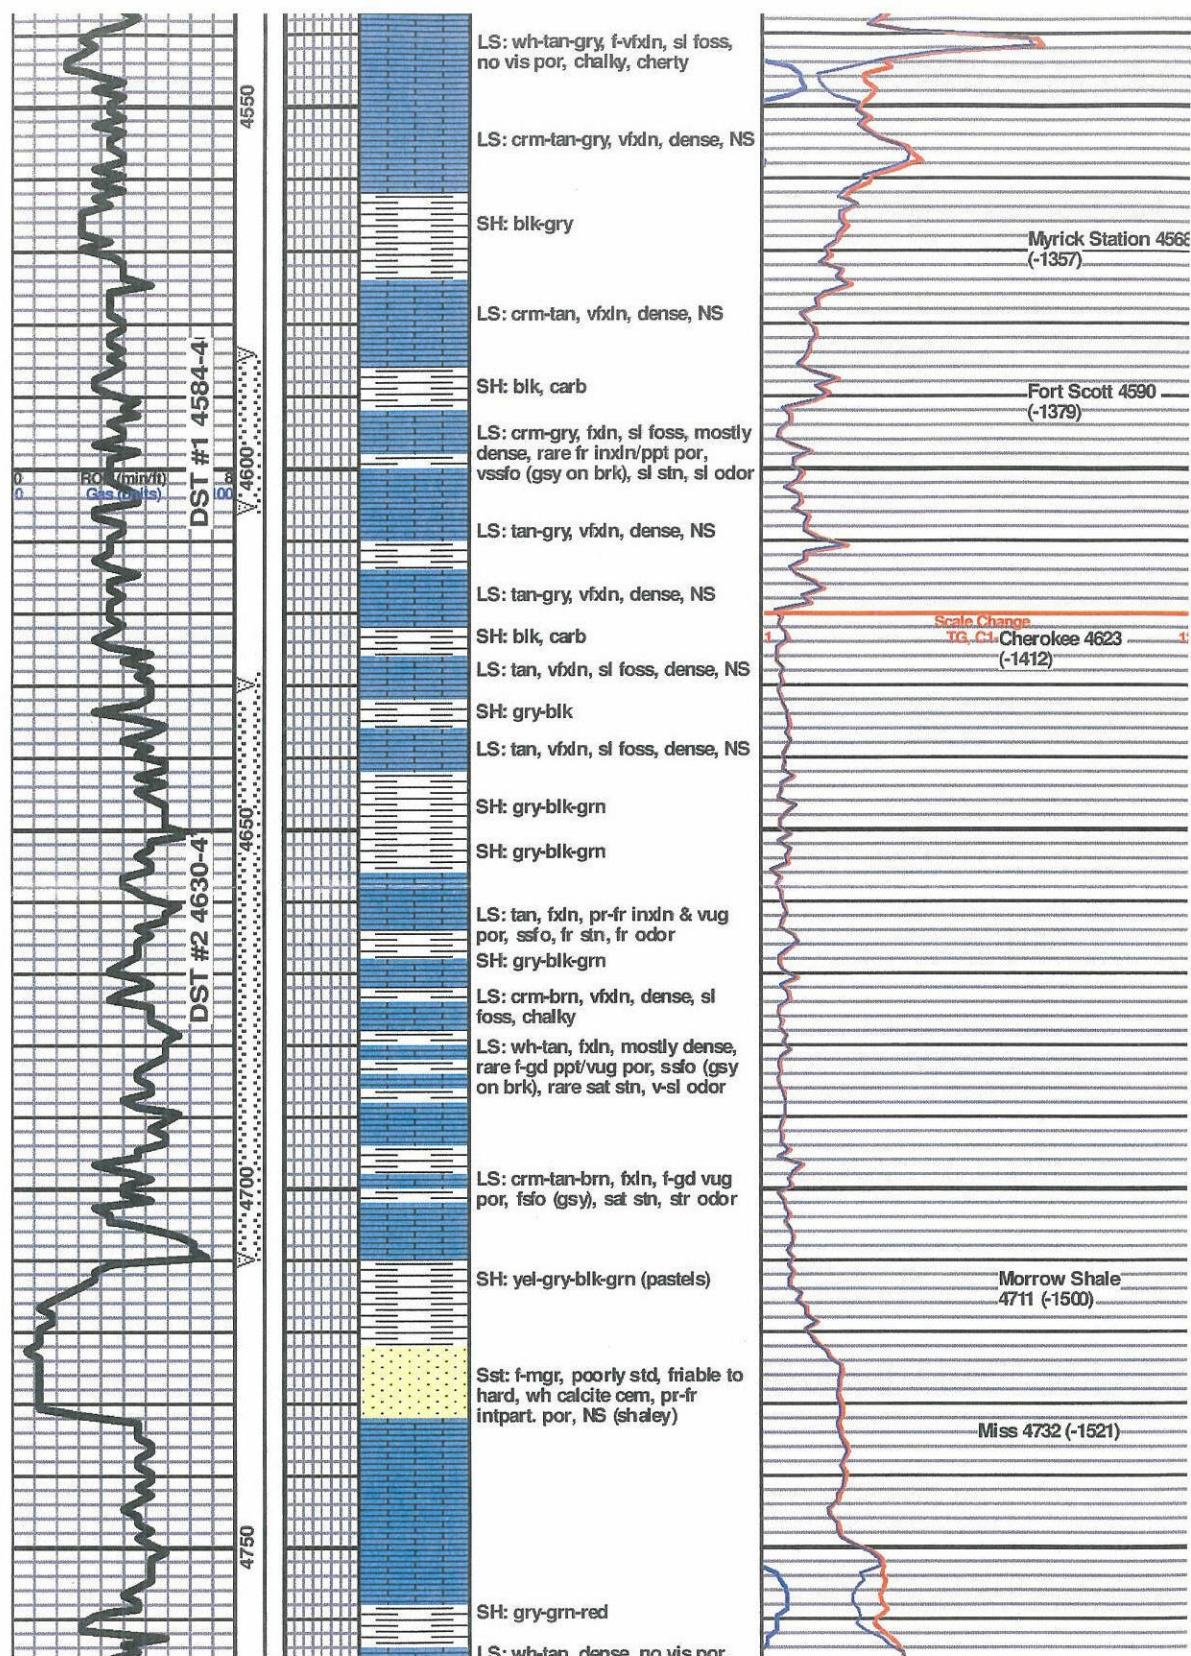 LS: wh-tan-gry, f-vfxln, sl foss,
no vis por, chalky, cherty
4550
LS: crm-tan-gry, vfxln, dense, NS
SH: blk-gry
Myrick Station 4568
(-1357)
LS: crm-tan, vfxln, dense, NS
DST #1 4584-4
SH: blk, carb
Fort Scott 4590
(-1379)
LS: crm-gry, fxln, sl foss, mostly
dense, rare fr inxln/ppt por,
vssfo (gsy on brk), sl stn, sl odor
4600
0 (min/ft) 8
0 Gas 100
LS: tan-gry, vfxln, dense, NS
LS: tan-gry, vfxln, dense, NS
Scale Change
1 TG, C1
Cherokee 4623
(-1412)
SH: blk, carb
LS: tan, vfxln, sl foss, dense, NS
SH: gry-blk
LS: tan, vfxln, sl foss, dense, NS
SH: gry-blk-grn
4650
SH: gry-blk-grn
DST #2 4630-4
LS: tan, fxln, pr-fr inxln & vug
por, ssfo, fr stn, fr odor
SH: gry-blk-grn
LS: crm-brn, vfxln, dense, sl
foss, chalky
LS: wh-tan, fxln, mostly dense,
rare f-gd ppt/vug por, ssfo (gsy
on brk), rare sat stn, v-sl odor
4700
LS: crm-tan-brn, fxln, f-gd vug
por, fsfo (gsy), sat stn, str odor
SH: yel-gry-blk-grn (pastels)
Morrow Shale
4711 (-1500)
Sst: f-mgr, poorly std, friable to
hard, wh calcite cem, pr-fr
intpart. por, NS (shaley)
Miss 4732 (-1521)
4750
SH: gry-grn-red
LS: wh-tan, dense, no vis por